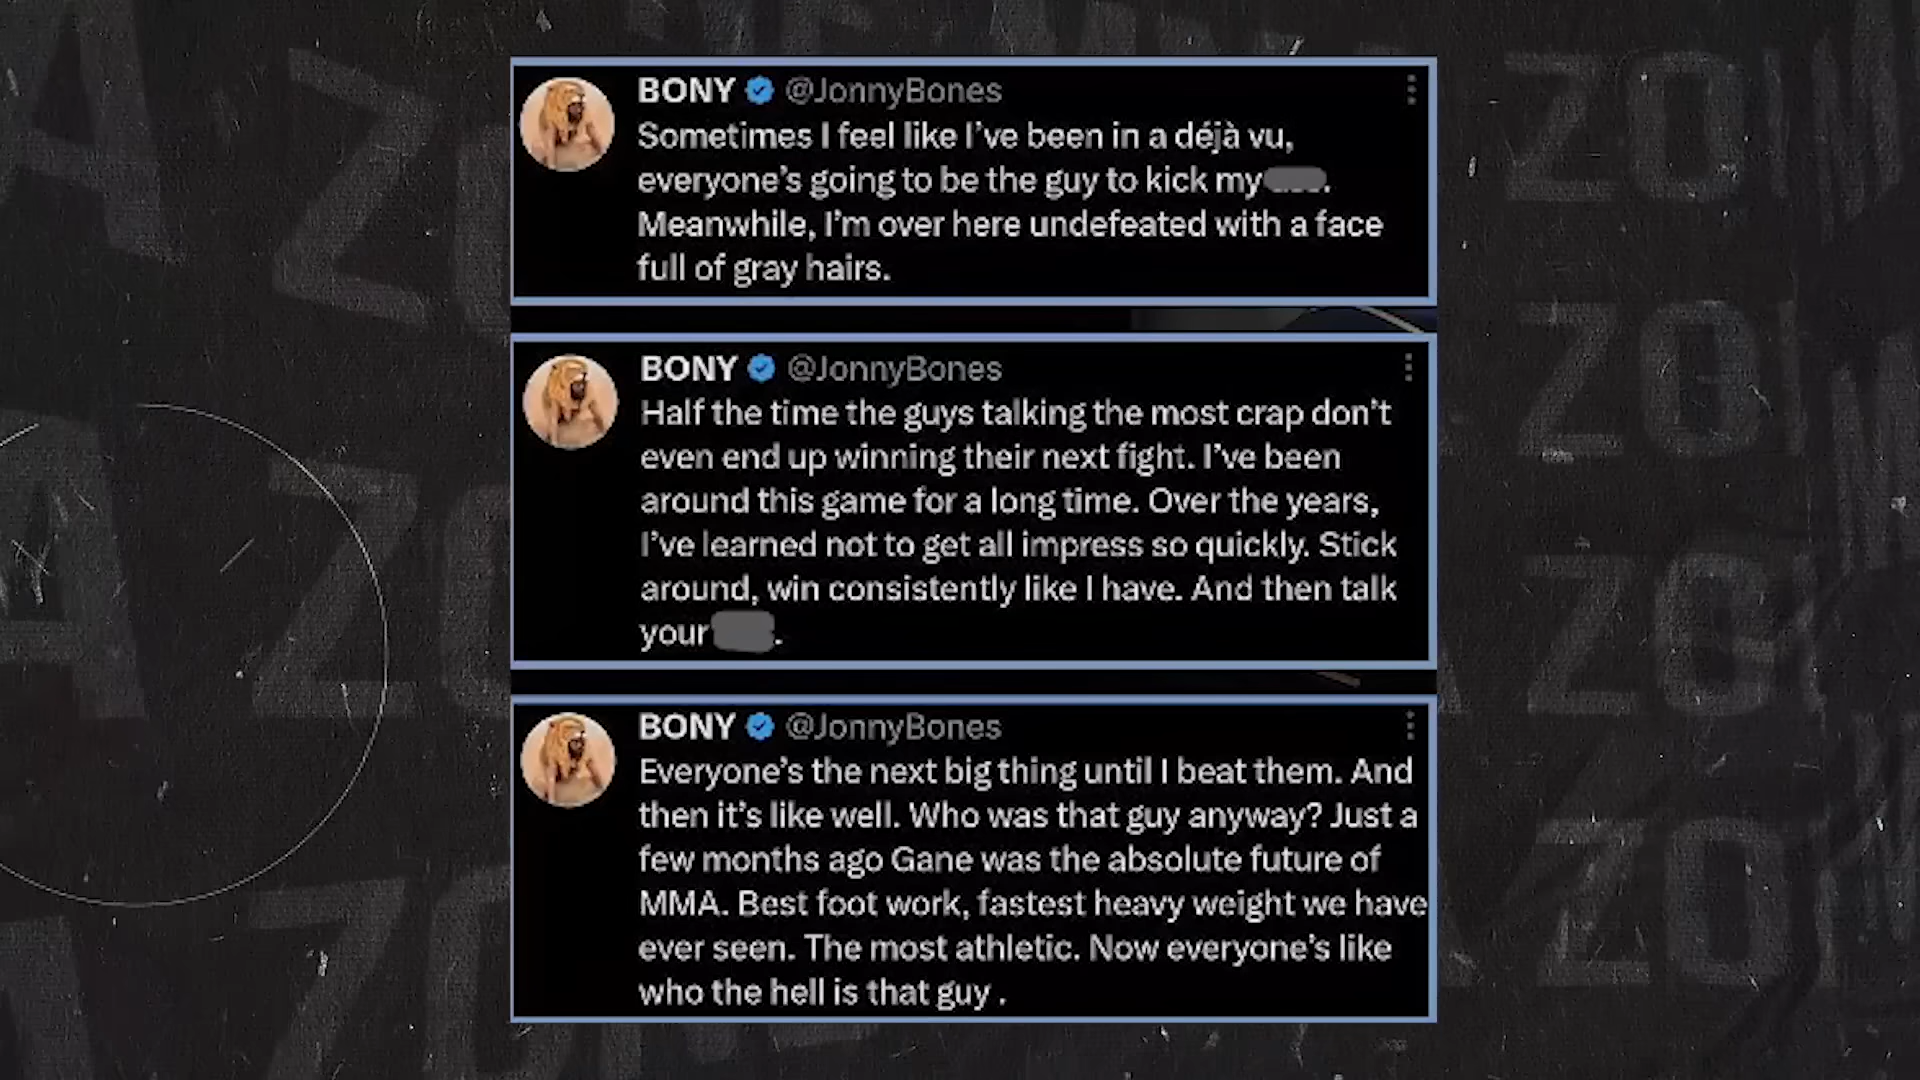 BONY @JonnyBones
Sometimes I feel like I've been in a déjà vu,
everyone's going to be the guy to kick my .
Meanwhile, I'm over here undefeated with a face
full of gray hairs.
BONY @JonnyBones
Half the time the guys talking the most crap don't
even end up winning their next fight. I've been
around this game for a long time. Over the years,
I've learned not to get all impress so quickly. Stick
around, win consistently like I have. And then talk
your .
BONY @JonnyBones
Everyone's the next big thing until I beat them. And
then it's like well. Who was that guy anyway? Just a
few months ago Gane was the absolute future of
MMA. Best foot work, fastest heavy weight we have
ever seen. The most athletic. Now everyone's like
who the hell is that guy .